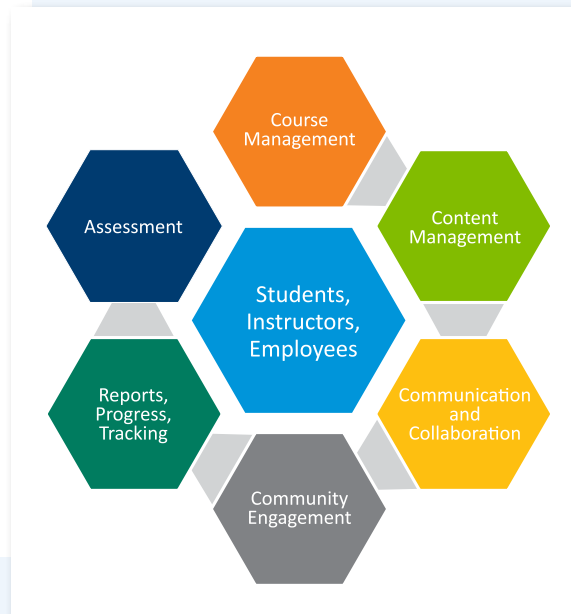 Course
Management
Assessment
Content
Management
Students,
Instructors,
Employees
Reports,
Progress,
Tracking
Communication
and
Collaboration
Community
Engagement